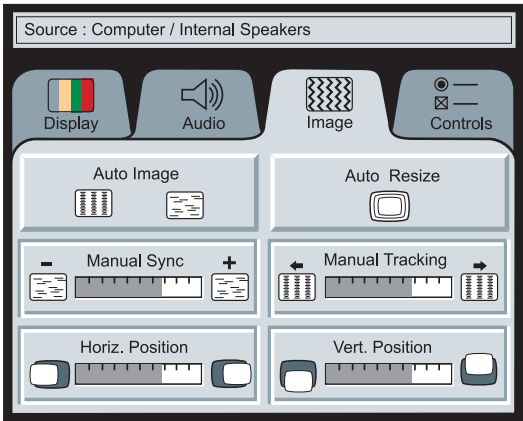 Source : Computer / Internal Speakers
Display
Audio
Image
Controls
Auto Image
Auto Resize
- Manual Sync +
Manual Tracking
Horiz. Position
Vert. Position